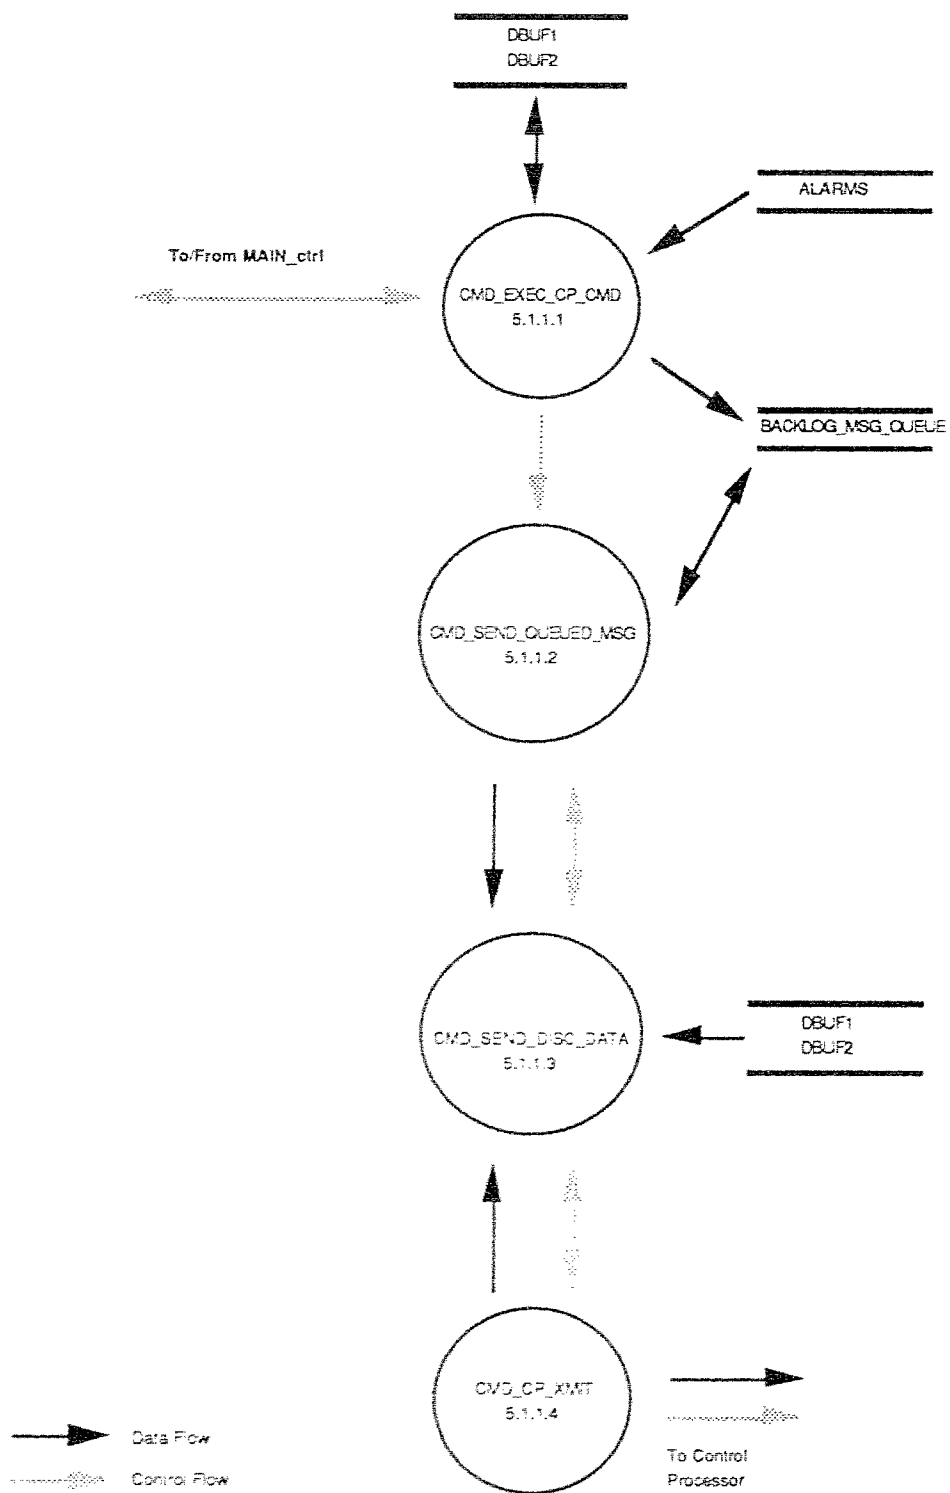 DBUF1
DBUF2
ALARMS
To/From MAIN_ctrl
CMD_EXEC_CP_CMD
5.1.1.1
BACKLOG_MSG_QUEUE
CMD_SEND_QUEUED_MSG
5.1.1.2
CMD_SEND_DISC_DATA
5.1.1.3
DBUF1
DBUF2
CMD_CP_XMIT
5.1.1.4
To Control
Processor
Data Flow
Control Flow